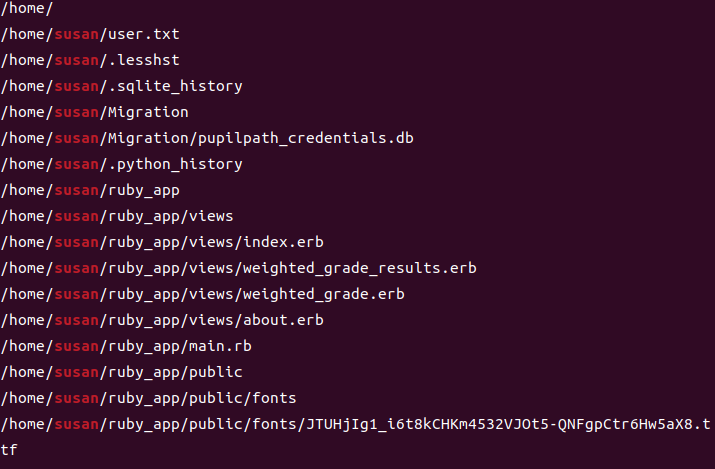 /home/
/home/susan/user.txt
/home/susan/.lesshst
/home/susan/.sqlite_history
/home/susan/Migration
/home/susan/Migration/pupilpath_credentials.db
/home/susan/.python_history
/home/susan/ruby_app
/home/susan/ruby_app/views
/home/susan/ruby_app/views/index.erb
/home/susan/ruby_app/views/weighted_grade_results.erb
/home/susan/ruby_app/views/weighted_grade.erb
/home/susan/ruby_app/views/about.erb
/home/susan/ruby_app/main.rb
/home/susan/ruby_app/public
/home/susan/ruby_app/public/fonts
/home/susan/ruby_app/public/fonts/JTUHjIg1_i6t8kCHKm4532VJOt5-QNFgpCtr6Hw5aX8.t
tf